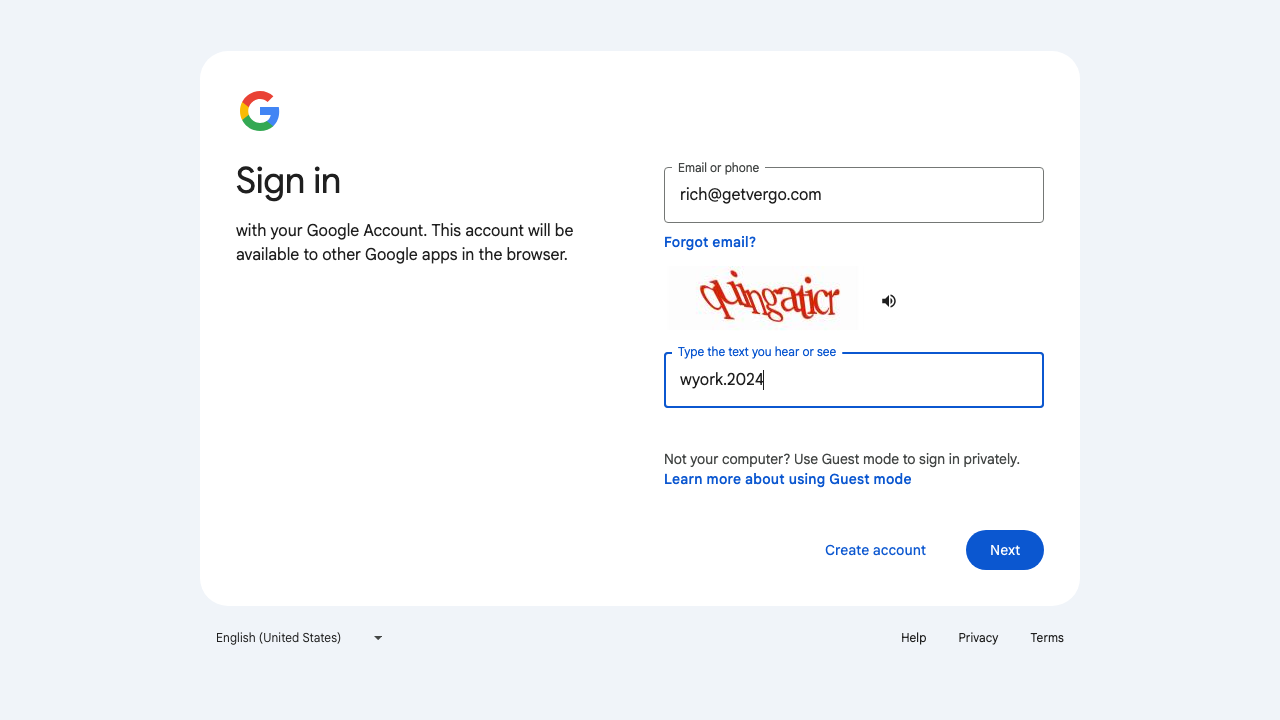 Sign in
with your Google Account. This account will be
available to other Google apps in the browser.
Email or phone
rich@getvergo.com
Forgot email?
Type the text you hear or see
wyork.2024
Not your computer? Use Guest mode to sign in privately.
Learn more about using Guest mode
Create account
Next
English (United States)
Help
Privacy
Terms